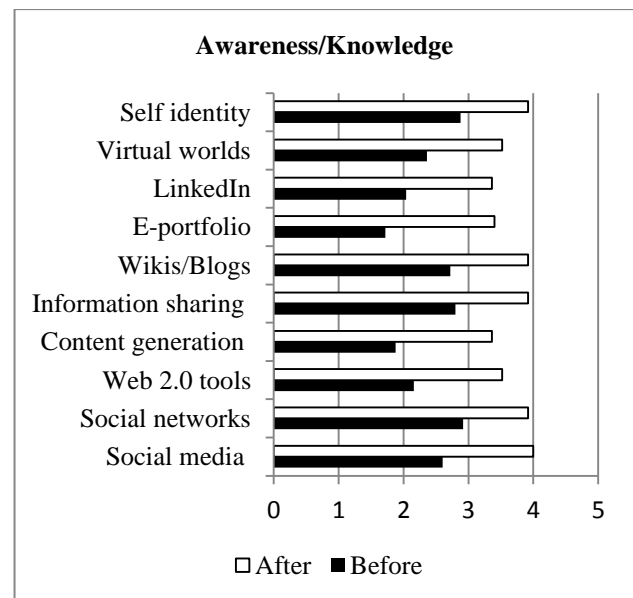 Awareness/Knowledge
Self identity
Virtual worlds
LinkedIn
E-portfolio
Wikis/Blogs
Information sharing
Content generation
Web 2.0 tools
Social networks
Social media
0 1 2 3 4 5
After Before